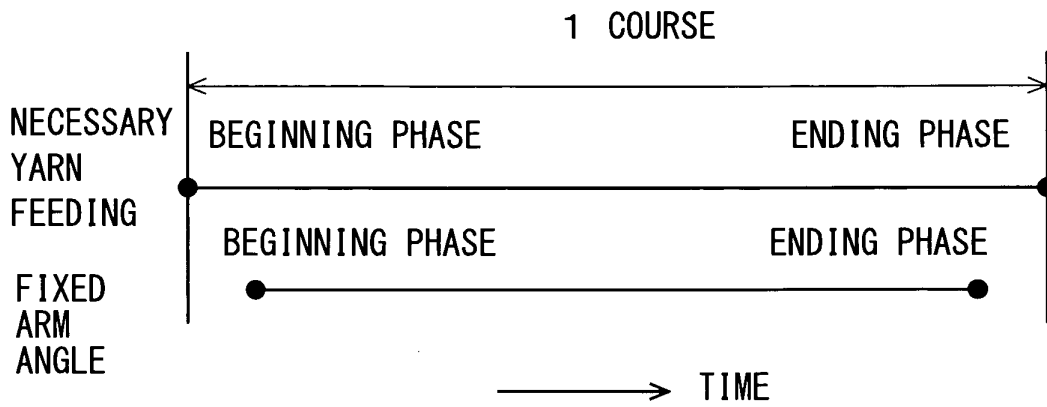 1 COURSE
NECESSARY
YARN
FEEDING
BEGINNING PHASE
ENDING PHASE
BEGINNING PHASE
ENDING PHASE
FIXED
ARM
ANGLE
TIME